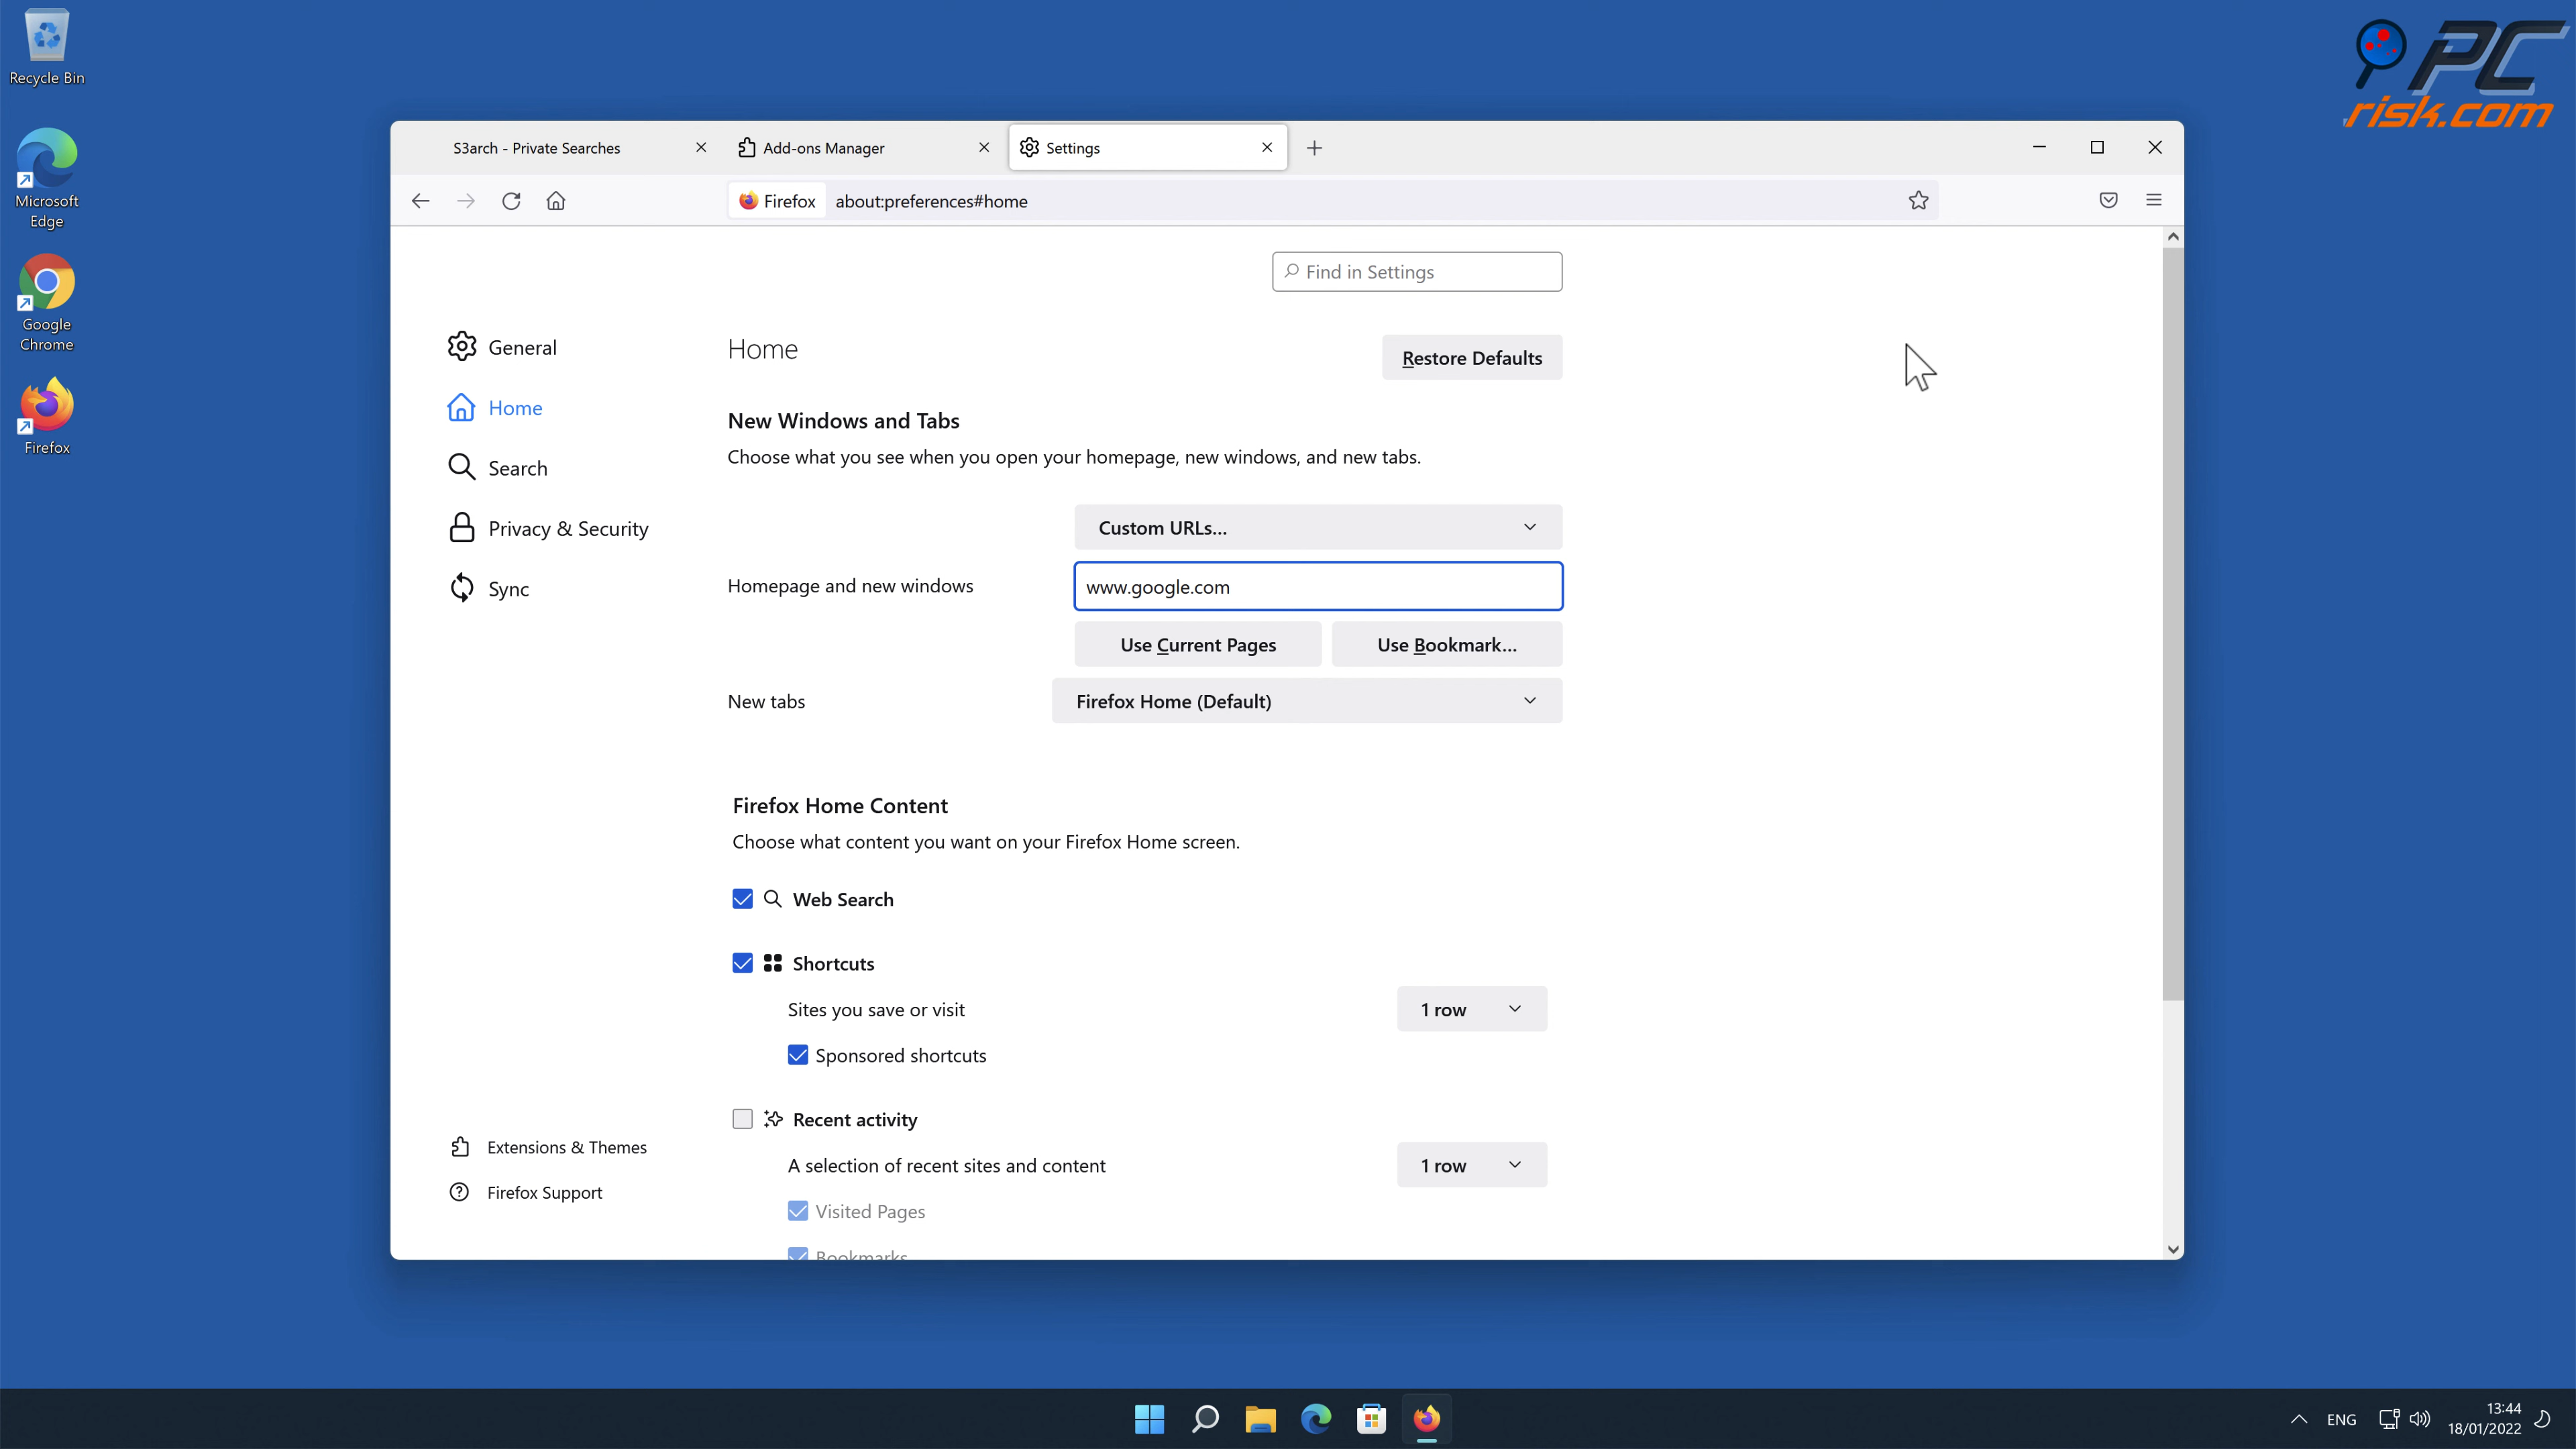 Recycle Bin
Microsoft
Edge
Google
Chrome
Firefox
PC
risk.com
S3arch - Private Searches
Add-ons Manager
Settings
Firefox
about:preferences#home
Find in Settings
General
Home
Search
Privacy & Security
Sync
Extensions & Themes
Firefox Support
Home
Restore Defaults
New Windows and Tabs
Choose what you see when you open your homepage, new windows, and new tabs.
Custom URLs...
Homepage and new windows
www.google.com
Use Current Pages
Use Bookmark...
New tabs
Firefox Home (Default)
Firefox Home Content
Choose what content you want on your Firefox Home screen.
Web Search
Shortcuts
Sites you save or visit
1 row
Sponsored shortcuts
Recent activity
A selection of recent sites and content
1 row
Visited Pages
Bookmarks
ENG
13:44
18/01/2022